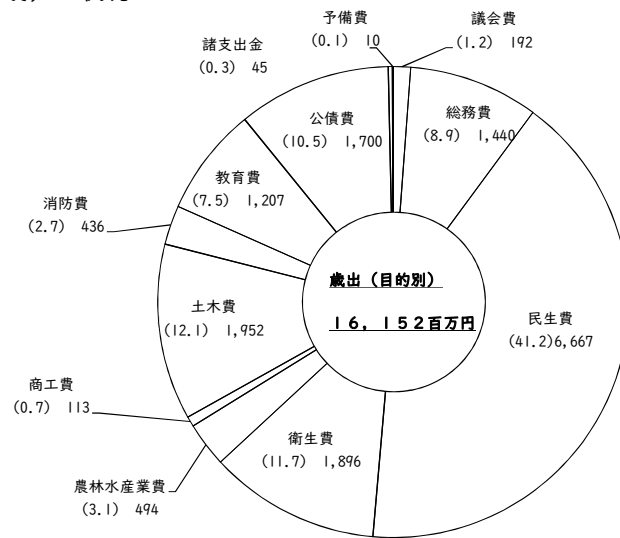 予備費
(0.1) 10
議会費
(1.2) 192
諸支出金
(0.3) 45
公債費
(10.5) 1,700
総務費
(8.9) 1,440
教育費
(7.5) 1,207
消防費
(2.7) 436
歳出（目的別）
１６，１５２百万円
土木費
(12.1) 1,952
民生費
(41.2)6,667
商工費
(0.7) 113
衛生費
(11.7) 1,896
農林水産業費
(3.1) 494